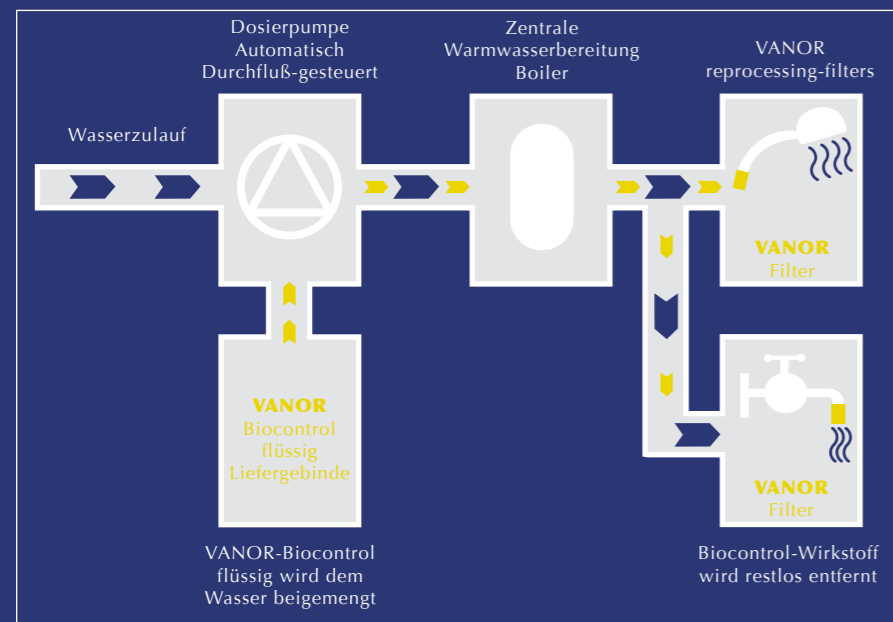 Dosierpumpe
Automatisch
Durchfluß-gesteuert
Zentrale
Warmwasserbereitung
Boiler
VANOR
reprocessing-filters
Wasserzulauf
VANOR
Filter
VANOR
Biocontrol
flüssig
Liefergebinde
VANOR
Filter
VANOR-Biocontrol
flüssig wird dem
Wasser beigemengt
Biocontrol-Wirkstoff
wird restlos entfernt